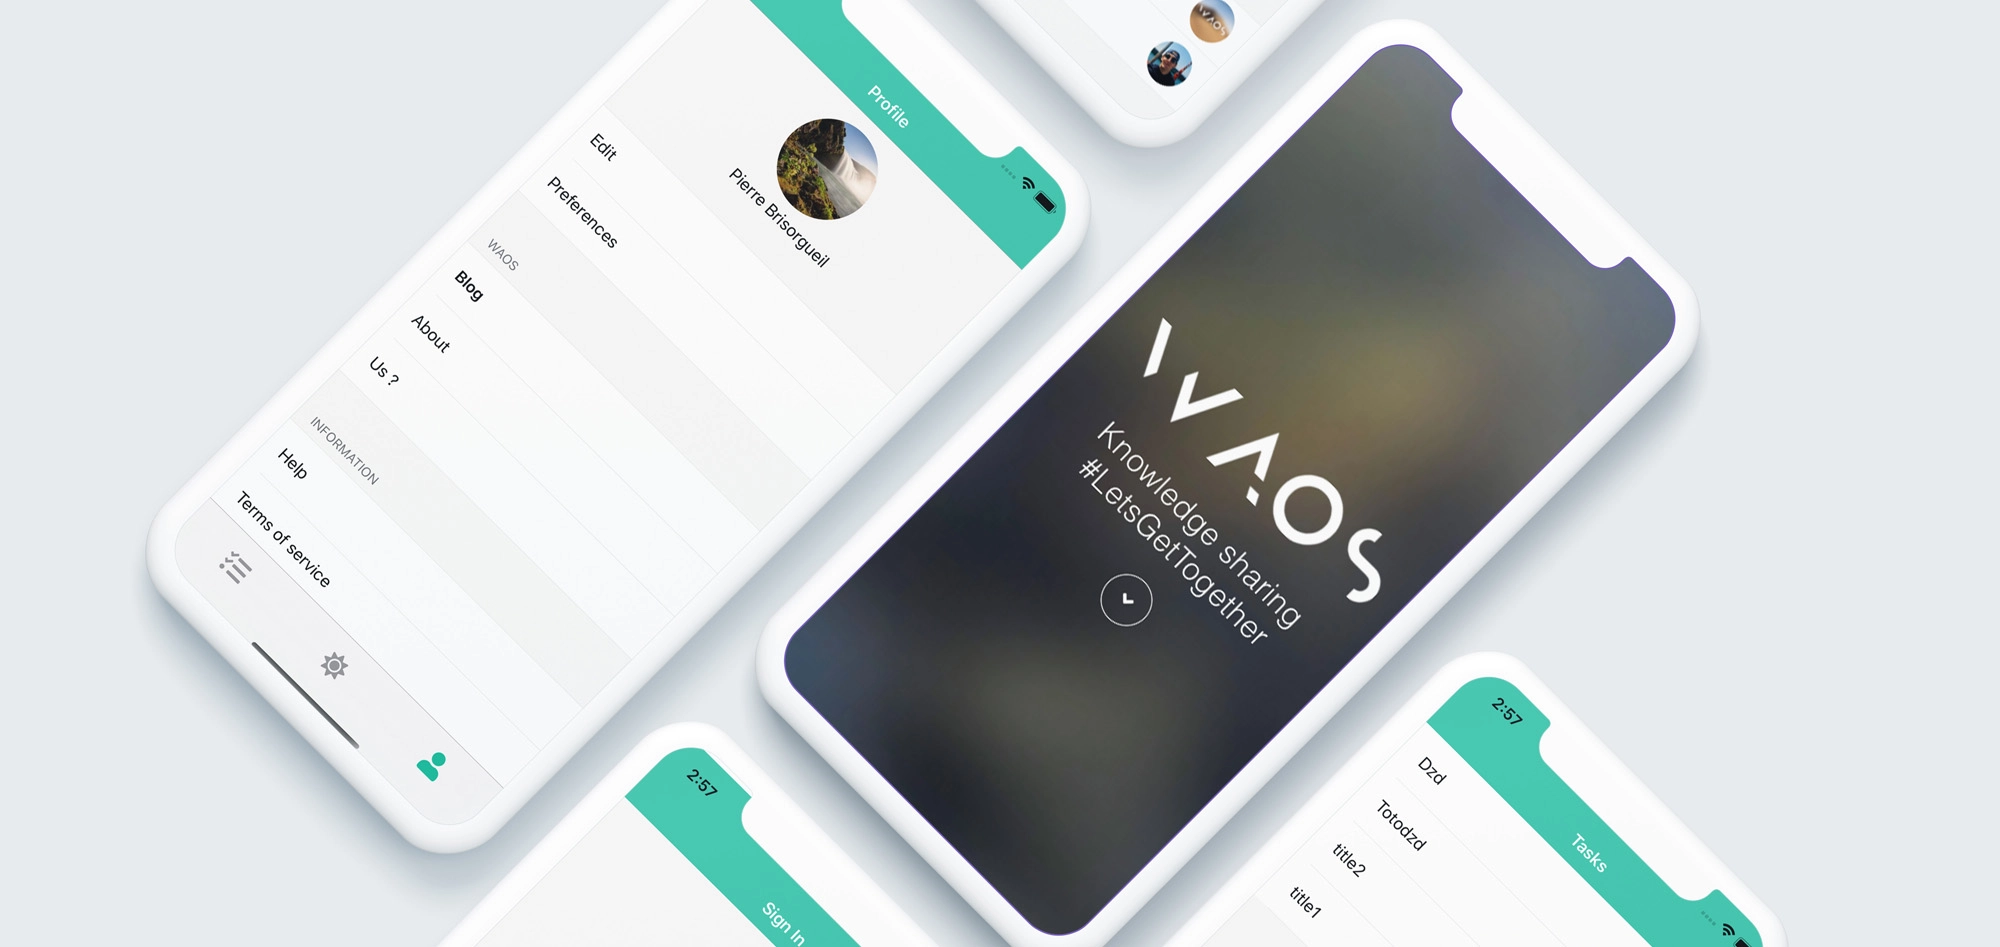 Profile
Pierre Brisorgueil
Edit
Preferences
WAOS
Blog
About
Us ?
INFORMATION
Help
Terms of service
WAOS
WAOS
Knowledge sharing
#LetsGetTogether
2:57
Sign In
2:57
Tasks
Dzd
Totodzd
title2
title1